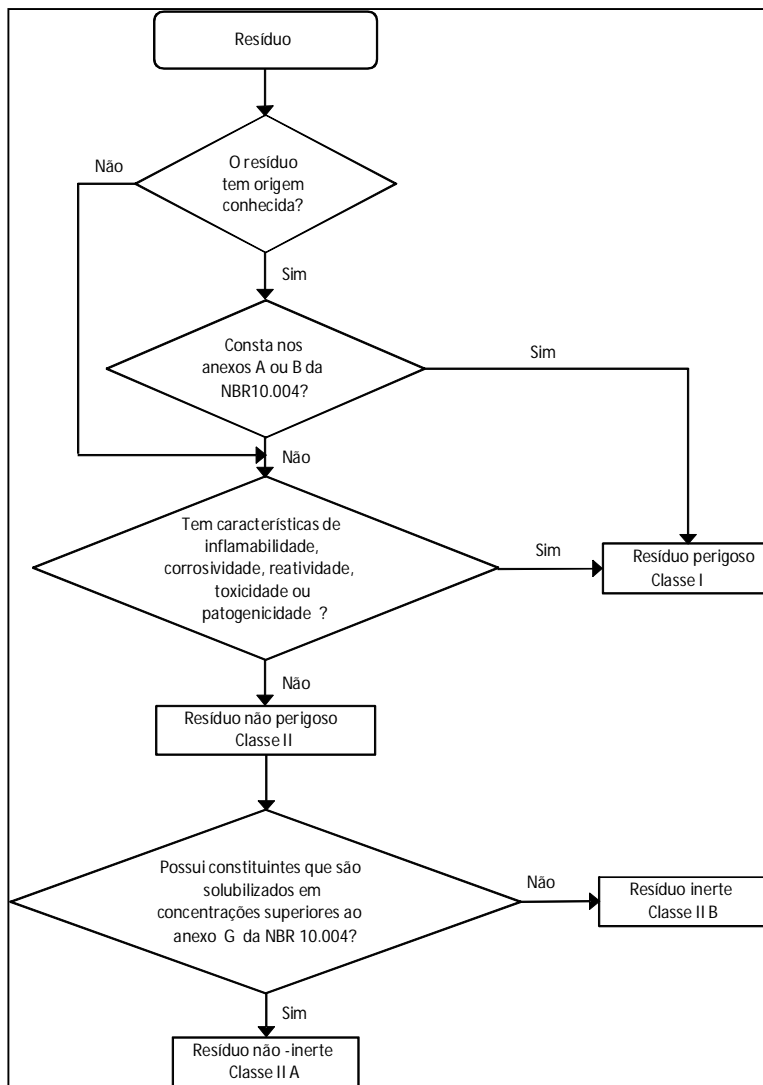 Resíduo
Não
O resíduo
tem origem
conhecida?
Sim
Consta nos
anexos A ou B da
NBR10.004?
Sim
Não
Tem características de
inflamabilidade,
corrosividade, reatividade,
toxicidade ou
patogenicidade ?
Sim
Resíduo perigoso
Classe I
Não
Resíduo não perigoso
Classe II
Possui constituintes que são
solubilizados em
concentrações superiores ao
anexo G da NBR 10.004?
Não
Resíduo inerte
Classe II B
Sim
Resíduo não -inerte
Classe II A